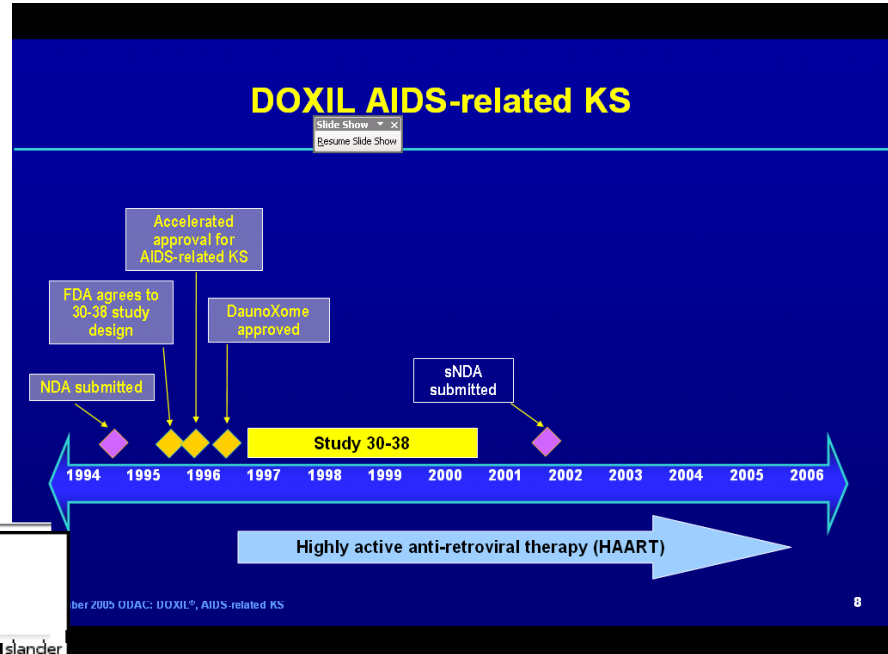 DOXIL AIDS-related KS
Slide Show
Resume Slide Show
Accelerated
approval for
AIDS-related KS
FDA agrees to
30-38 study
design
DaunoXome
approved
NDA submitted
sNDA
submitted
Study 30-38
1994 1995 1996 1997 1998 1999 2000 2001 2002 2003 2004 2005 2006
Highly active anti-retroviral therapy (HAART)
ber 2005 ODAC: DOXIL®, AIDS-related KS
8
Islander